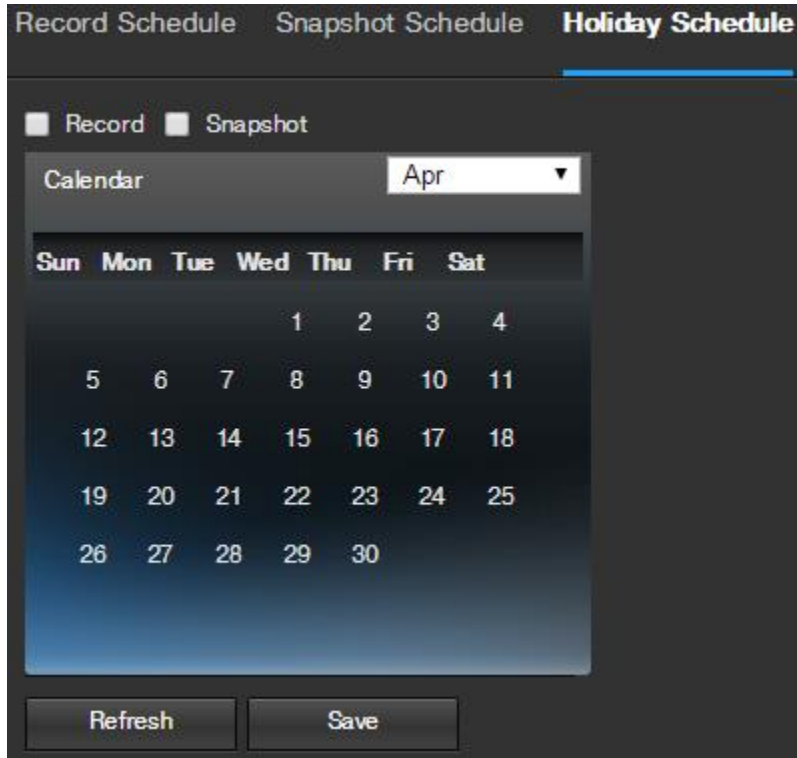 Record Schedule Snapshot Schedule Holiday Schedule
Record Snapshot
Calendar Apr
Sun Mon Tue Wed Thu Fri Sat
1 2 3 4
5 6 7 8 9 10 11
12 13 14 15 16 17 18
19 20 21 22 23 24 25
26 27 28 29 30
Refresh Save